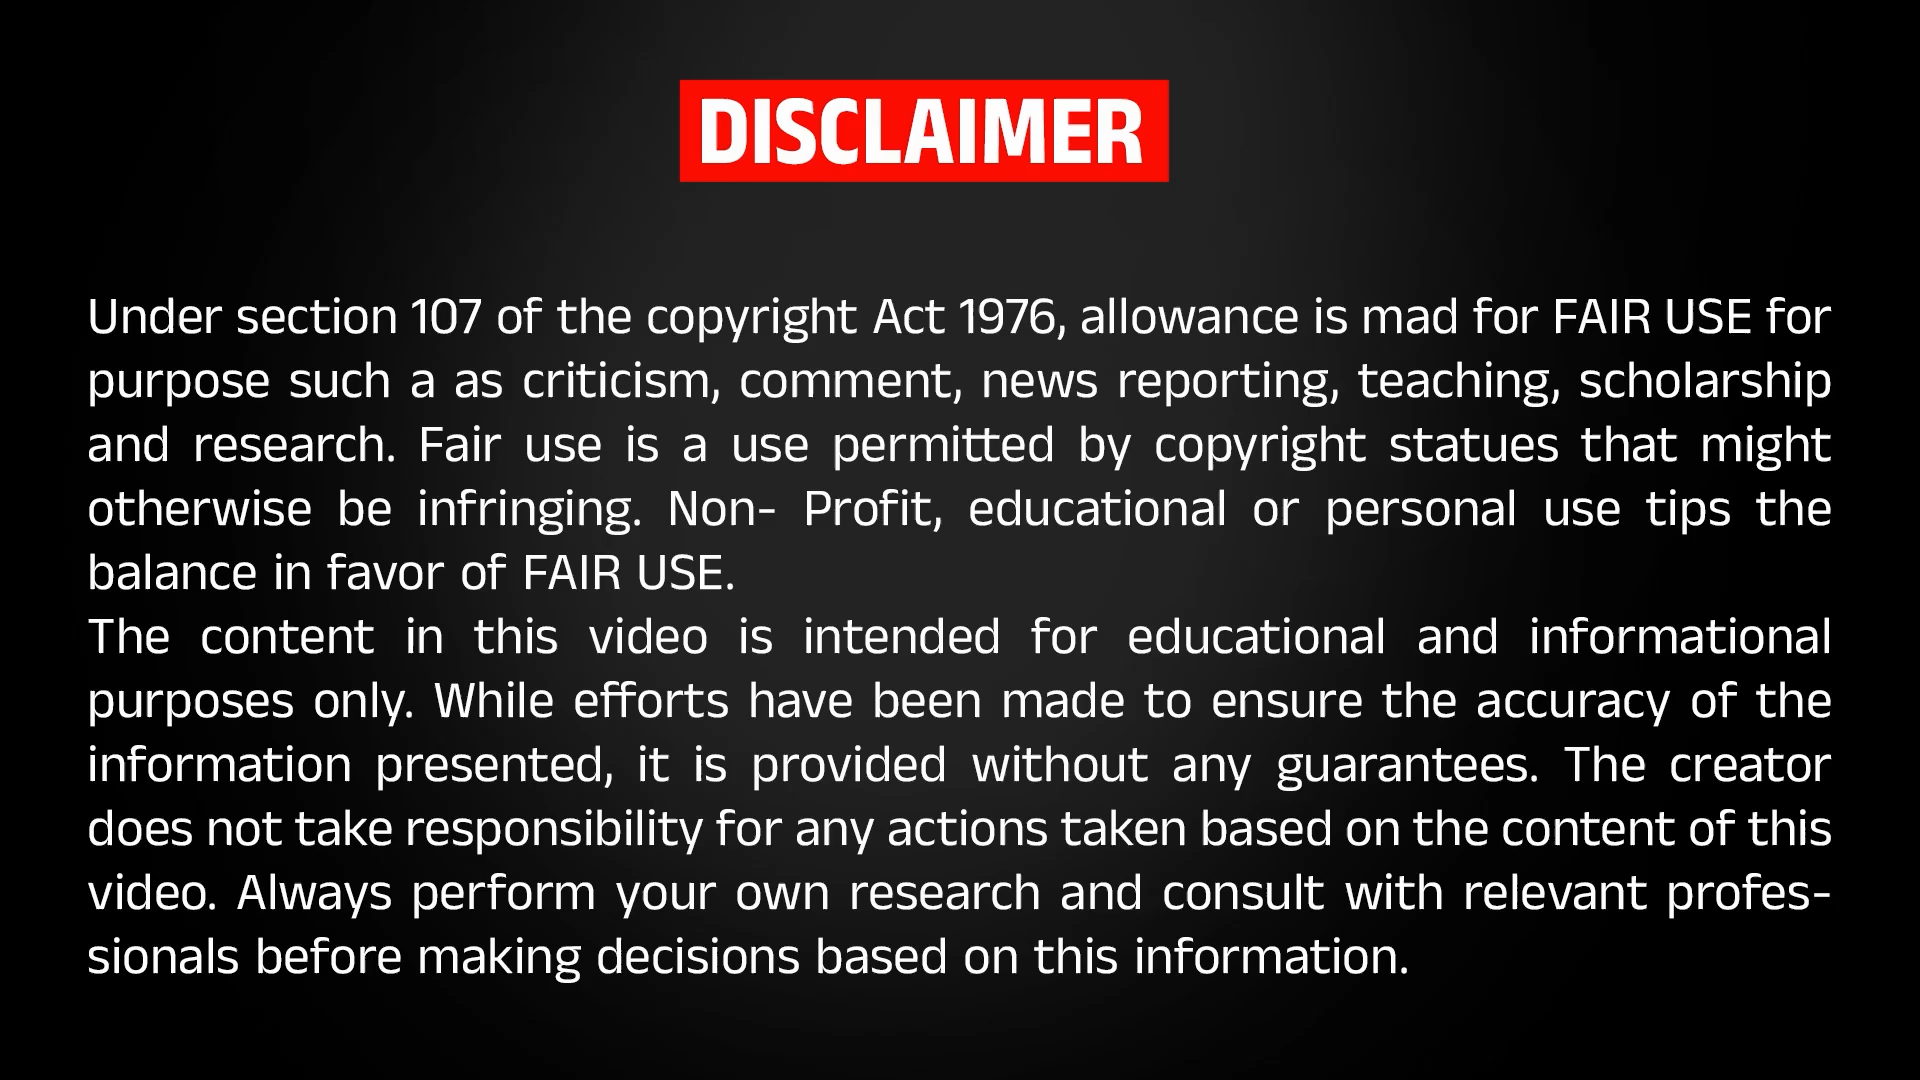 DISCLAIMER
Under section 107 of the copyright Act 1976, allowance is mad for FAIR USE for
purpose such a as criticism, comment, news reporting, teaching, scholarship
and research. Fair use is a use permitted by copyright statues that might
otherwise be infringing. Non- Profit, educational or personal use tips the
balance in favor of FAIR USE.
The content in this video is intended for educational and informational
purposes only. While efforts have been made to ensure the accuracy of the
information presented, it is provided without any guarantees. The creator
does not take responsibility for any actions taken based on the content of this
video. Always perform your own research and consult with relevant profes-
sionals before making decisions based on this information.